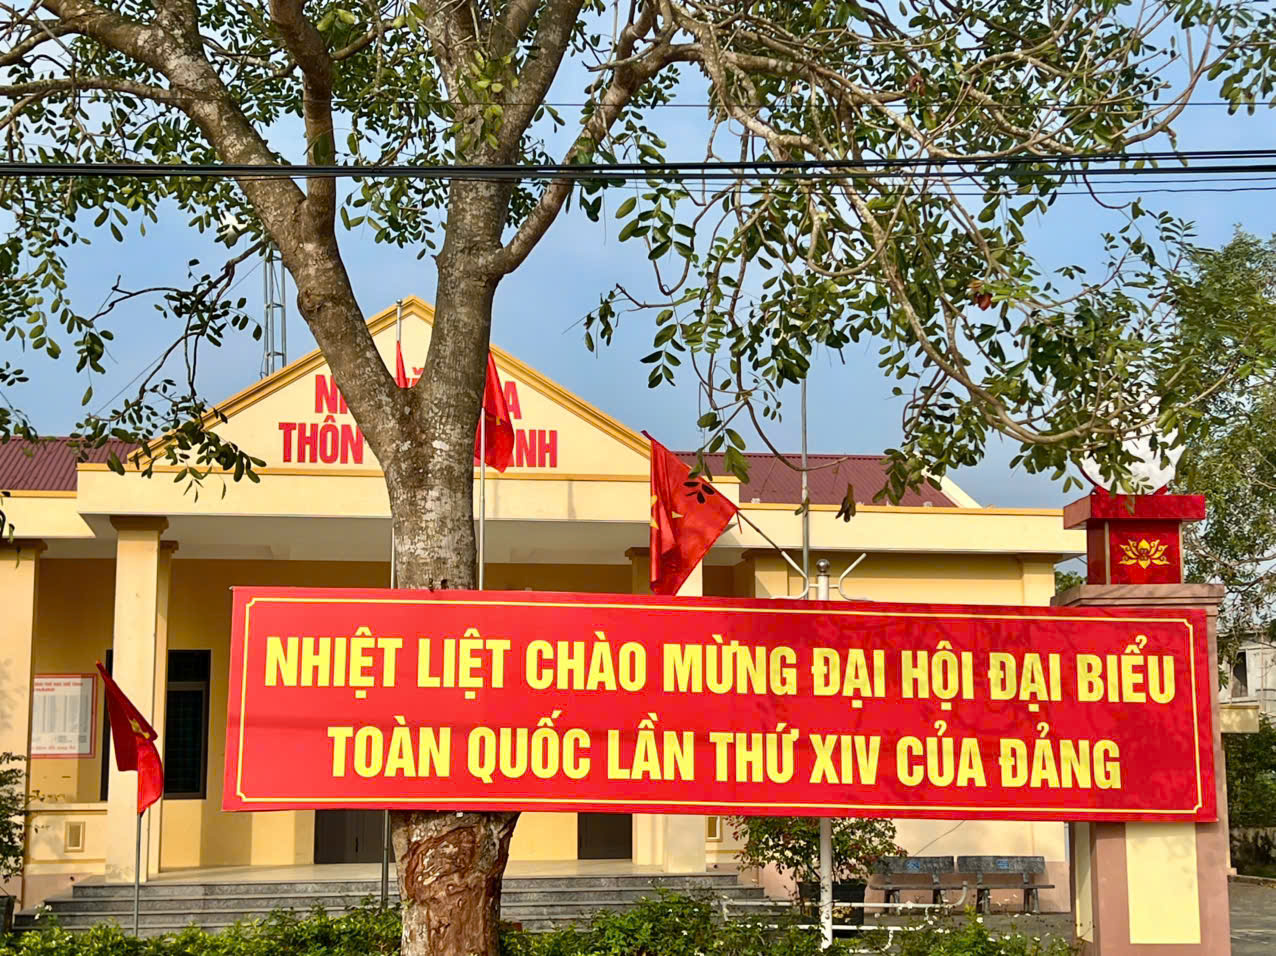 THÔN
NHIỆT LIỆT CHÀO MỪNG ĐẠI HỘI ĐẠI BIỂU
TOÀN QUỐC LẦN THỨ XIV CỦA ĐẢNG